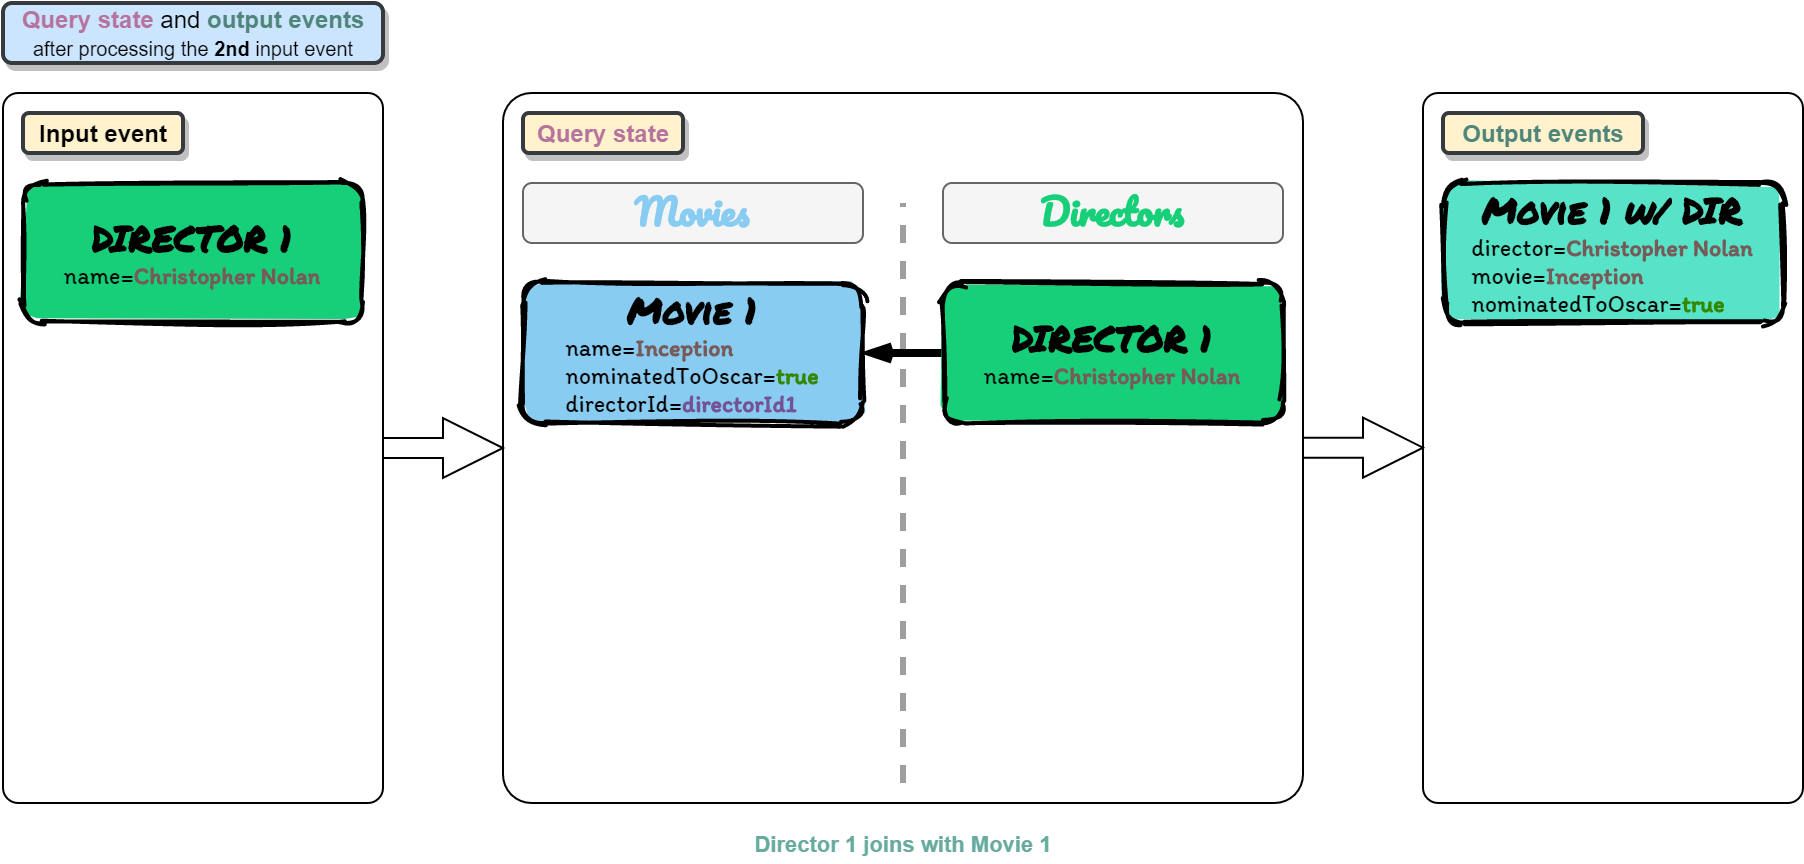 Query state and output events
after processing the 2nd input event
Input event
DIRECTOR 1
name=Christopher Nolan
Query state
Movies
Directors
Movie 1
name=Inception
nominatedToOscar=true
directorId=directorId1
DIRECTOR 1
name=Christopher Nolan
Output events
Movie 1 w/ DIR
director=Christopher Nolan
movie=Inception
nominatedToOscar=true
Director 1 joins with Movie 1